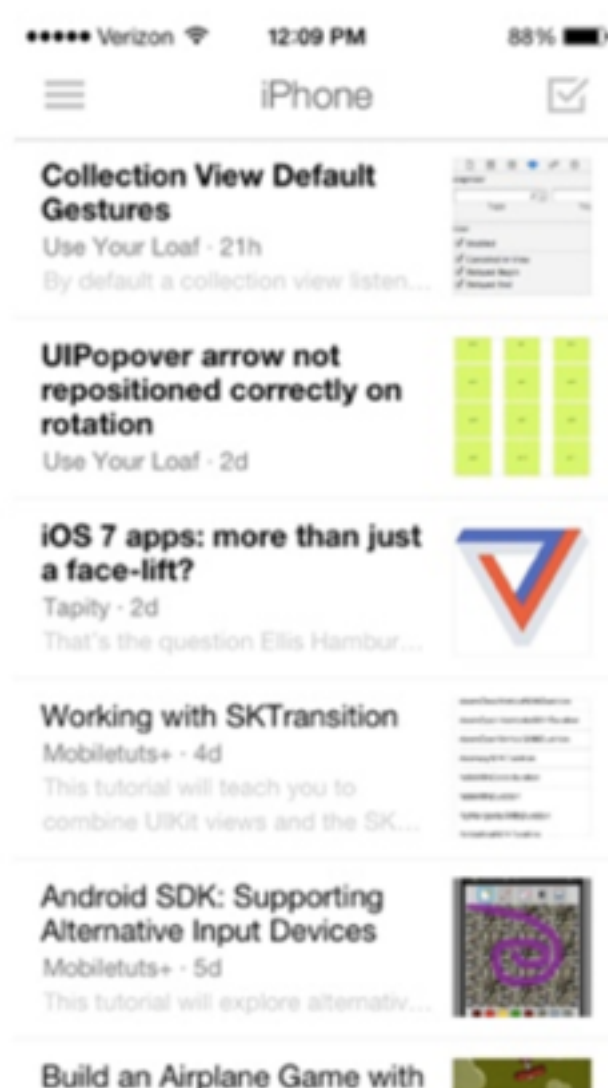 Verizon 12:09 PM 88%
iPhone
Collection View Default
Gestures
Use Your Loaf · 21h
By default a collection view listen...
UIPopover arrow not
repositioned correctly on
rotation
Use Your Loaf · 2d
iOS 7 apps: more than just
a face-lift?
Tapity · 2d
That's the question Ellis Hambur...
Working with SKTransition
Mobiletuts+ · 4d
This tutorial will teach you to
combine UIKit views and the SK...
Android SDK: Supporting
Alternative Input Devices
Mobiletuts+ · 5d
This tutorial will explore alternativ...
Build an Airplane Game with